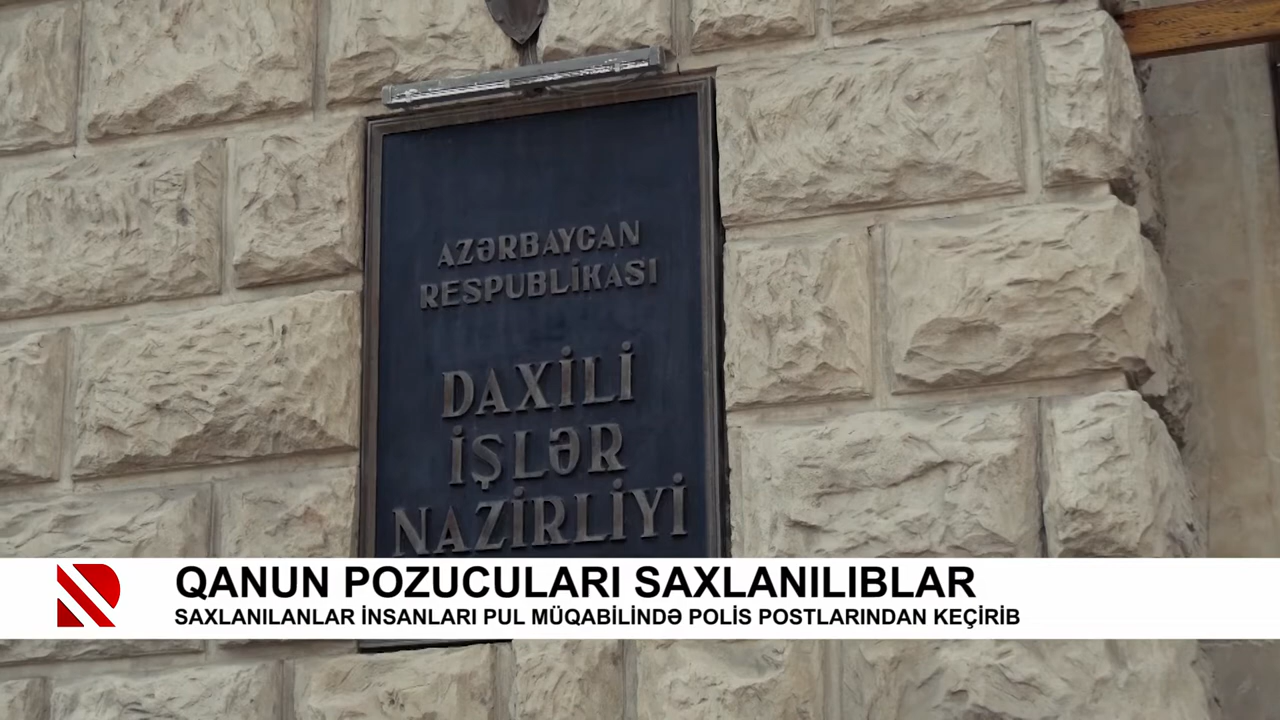 AZƏRBAYCAN
RESPUBLİKASI
DAXİLİ
İŞLƏR
NAZİRLİYİ
QANUN POZUCULARI SAXLANILIBLAR
SAXLANILANLAR İNSANLARI PUL MÜQABİLİNDƏ POLİS POSTLARINDAN KEÇİRİB